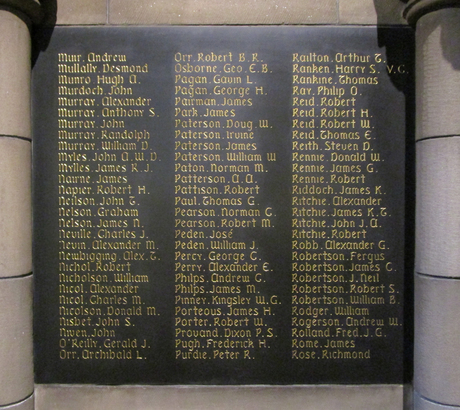 Muir, Andrew
Mullally, Desmond
Munro Hugh A.
Murdoch, John
Murray, Alexander
Murray, Anthony S.
Murray, John
Murray, Randolph
Murray, William D.
Myles, John A. W. D.
Mylles, James R. J.
Nairne, James
Napier, Robert H.
Neilson, John T.
Nelson, Graham
Nelson, James A.
Neville, Charles J.
Nevin, Alexander M.
Newbigging, Alex. T.
Nichol, Robert
Nicholson, William
Nicol, Alexander
Nicol, Charles M.
Nicolson, Donald M.
Nisbet, John S.
Niven, John
O'Reilly, Gerald J.
Orr, Archibald L.
Orr, Robert B. R.
Osborne, Geo. E. B.
Pagan, Gavin L.
Pagan, George H.
Pairman, James
Park, James
Paterson, Doug. W.
Paterson, Irvine
Paterson, James
Paterson, William W
Paton, Norman M.
Patterson, A. A.
Pattison, Robert
Paul, Thomas G.
Pearson, Norman C.
Pearson, Robert M.
Peden, José
Peden, William J.
Percy, George C.
Perry, Alexander E.
Philps, Andrew G.
Philps, James M.
Pinney, Kingsley W. G.
Porteous, James H.
Porter, Robert W.
Provand, Dixon P. S.
Pugh, Frederick H.
Purdie, Peter R.
Railton, Arthur T.
Ranken, Harry S. V. C.
Rankine, Thomas
Ray, Philip O.
Reid, Robert
Reid, Robert H.
Reid, Robert W.
Reid, Thomas E.
Reith, Steven D.
Rennie, Donald W.
Rennie, James G.
Rennie, Robert
Riddoch, James K.
Ritchie, Alexander
Ritchie, James K. T.
Ritchie, John J. A.
Ritchie, Robert
Robb, Alexander G.
Robertson, Fergus
Robertson, James C.
Robertson, J. Neil
Robertson, Robert S.
Robertson, William B.
Rodger, William
Rogerson, Andrew W.
Rolland, Fred. J. G.
Rome, James
Rose, Richmond